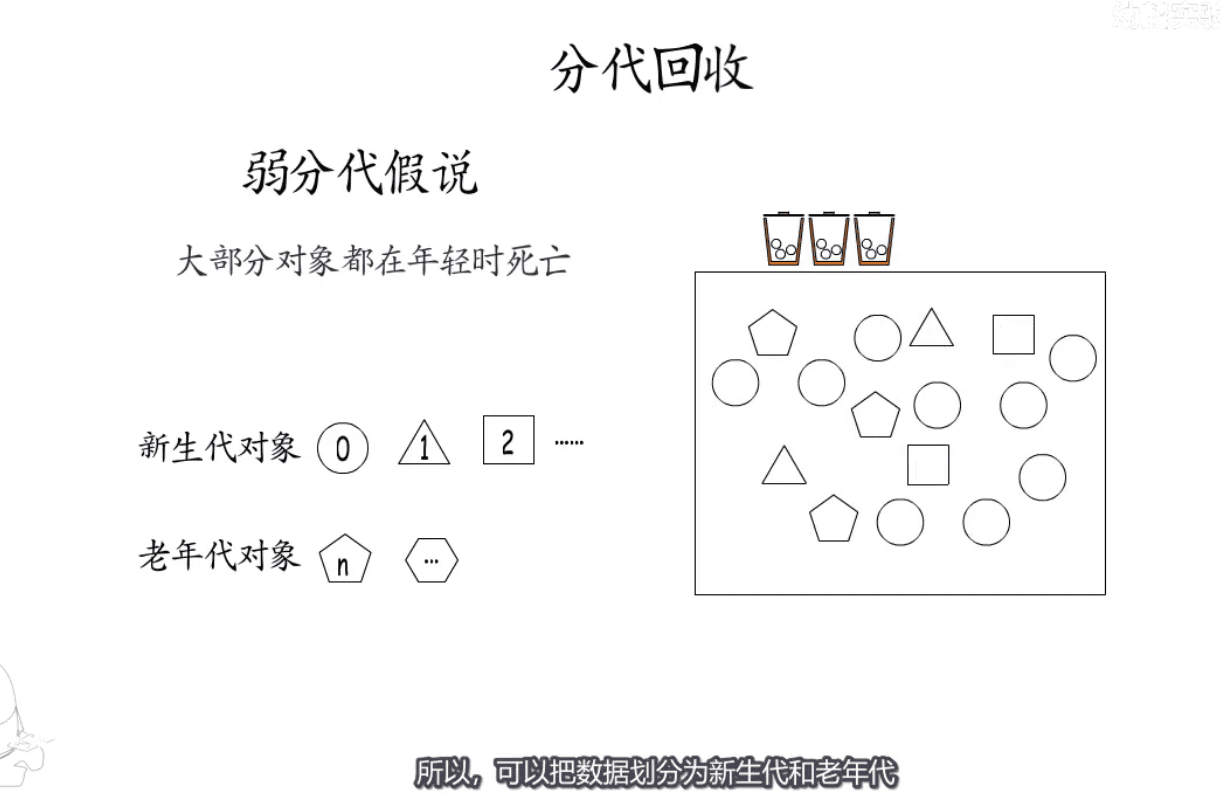 分代回收
弱分代假说
大部分对象都在年轻时死亡
新生代对象 0 1 2 ……
老年代对象 n …
所以，可以把数据划分为新生代和老年代